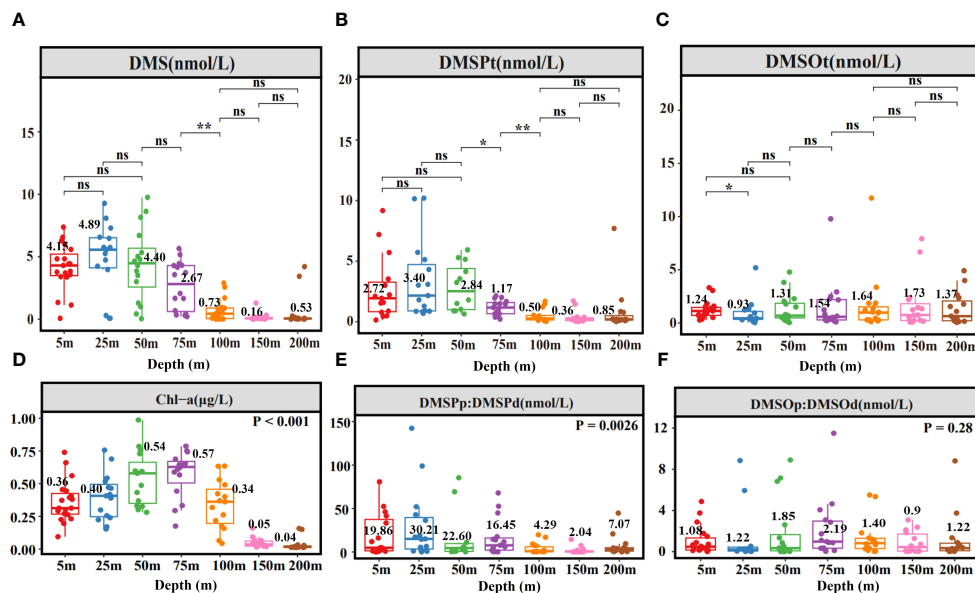 A
DMS(nmol/L)
ns
ns
ns
**
ns
ns
ns
ns
15
10
5
0
4.15
4.89
4.40
2.67
0.73
0.16
0.53
5m 25m 50m 75m 100m 150m 200m
Depth (m)
B
DMSPt(nmol/L)
ns
ns
ns
**
*
ns
ns
ns
20
15
10
5
0
2.72
3.40
2.84
1.17
0.50
0.36
0.85
5m 25m 50m 75m 100m 150m 200m
Depth (m)
C
DMSOt(nmol/L)
ns
ns
ns
ns
ns
ns
ns
*
20
15
10
5
0
1.24
0.93
1.31
1.54
1.64
1.73
1.37
5m 25m 50m 75m 100m 150m 200m
Depth (m)
D
Chl−a(μg/L)
P < 0.001
1.00
0.75
0.50
0.25
0.00
0.36
0.40
0.54
0.57
0.34
0.05
0.04
5m 25m 50m 75m 100m 150m 200m
Depth (m)
E
DMSPp:DMSPd(nmol/L)
P = 0.0026
150
100
50
0
19.86
30.21
22.60
16.45
4.29
2.04
7.07
5m 25m 50m 75m 100m 150m 200m
Depth (m)
F
DMSOp:DMSOd(nmol/L)
P = 0.28
12
8
4
0
1.08
1.22
1.85
2.19
1.40
0.9
1.22
5m 25m 50m 75m 100m 150m 200m
Depth (m)